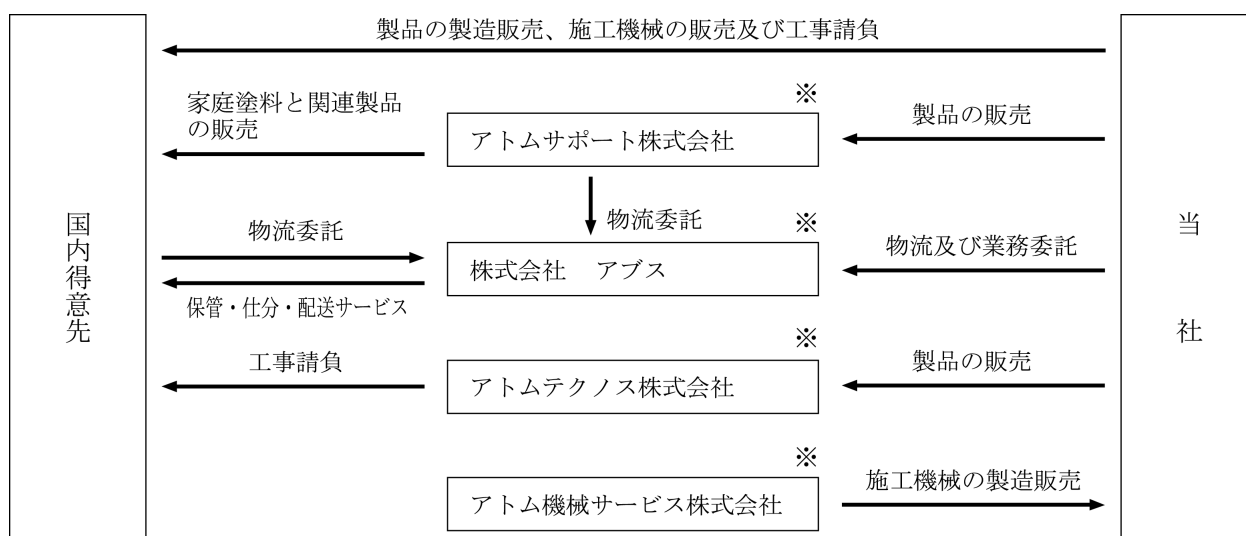 製品の製造販売、施工機械の販売及び工事請負
国内得意先
当社
家庭塗料と関連製品
の販売
※
アトムサポート株式会社
製品の販売
物流委託
物流委託
※
株式会社 アブス
物流及び業務委託
保管・仕分・配送サービス
工事請負
※
アトムテクノス株式会社
製品の販売
※
アトム機械サービス株式会社
施工機械の製造販売